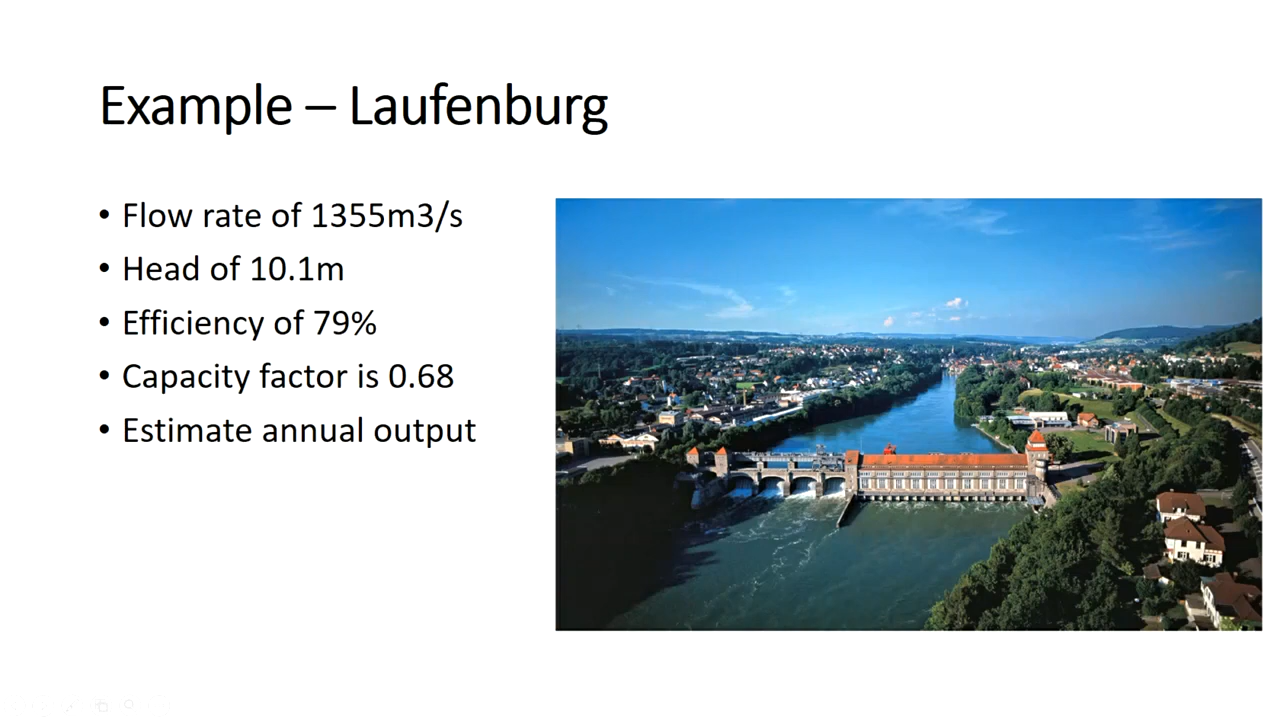 Example – Laufenburg
• Flow rate of 1355m3/s
• Head of 10.1m
• Efficiency of 79%
• Capacity factor is 0.68
• Estimate annual output